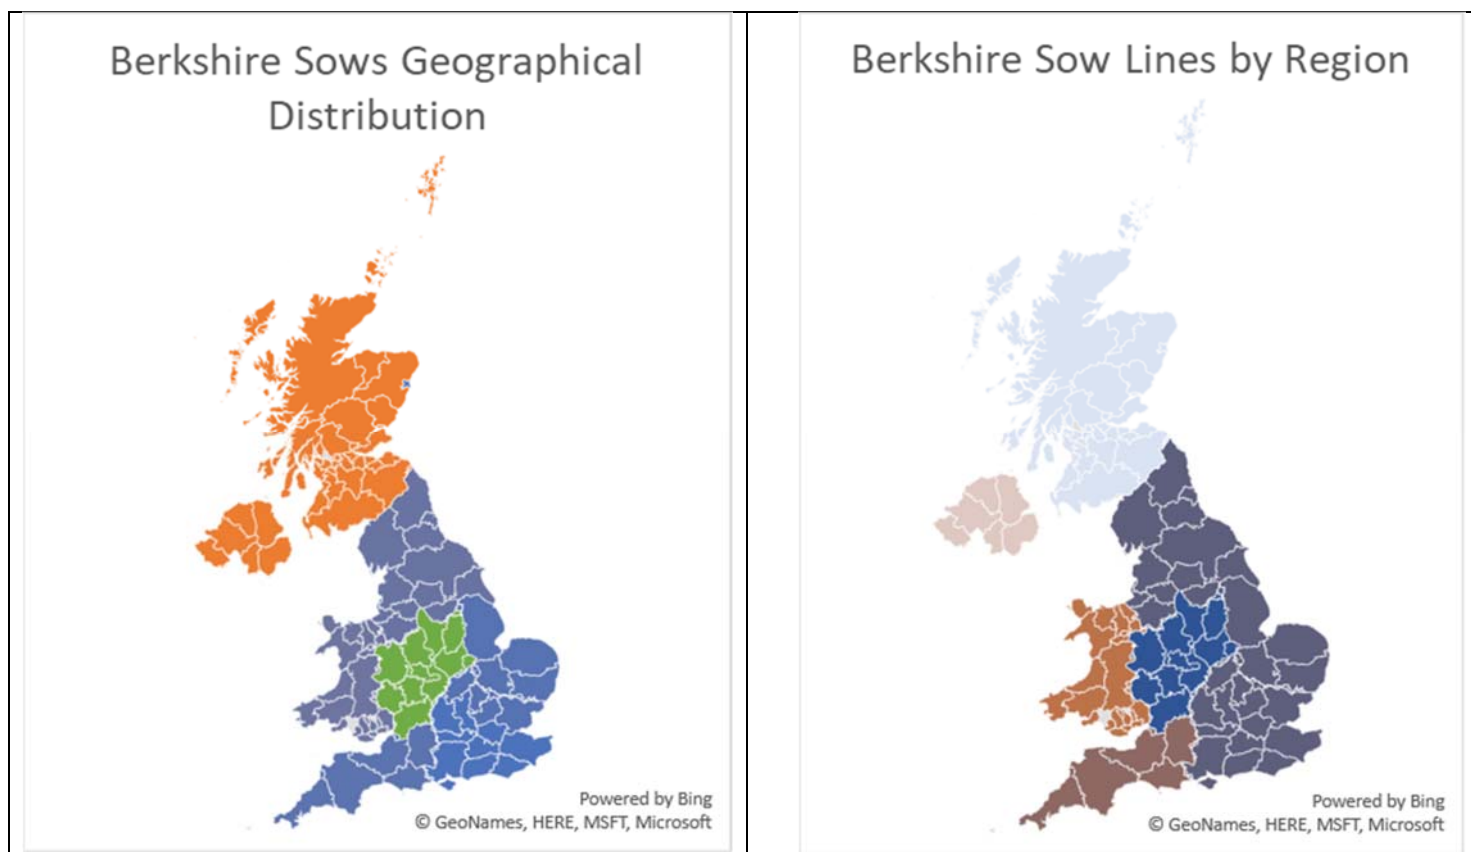 Berkshire Sows Geographical
Distribution
Powered by Bing
© GeoNames, HERE, MSFT, Microsoft
Berkshire Sow Lines by Region
Powered by Bing
© GeoNames, HERE, MSFT, Microsoft